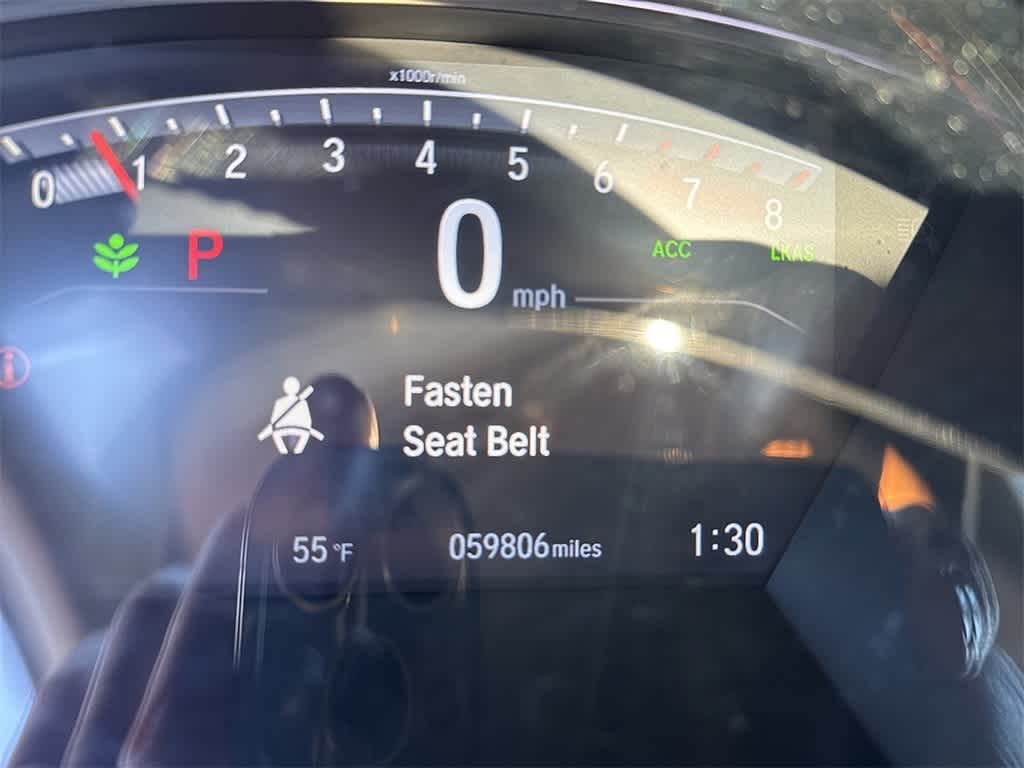 x1000r/min
0 1 2 3 4 5 6 7 8
P 0 mph ACC LKAS
Fasten
Seat Belt
55 °F 059806 miles 1:30